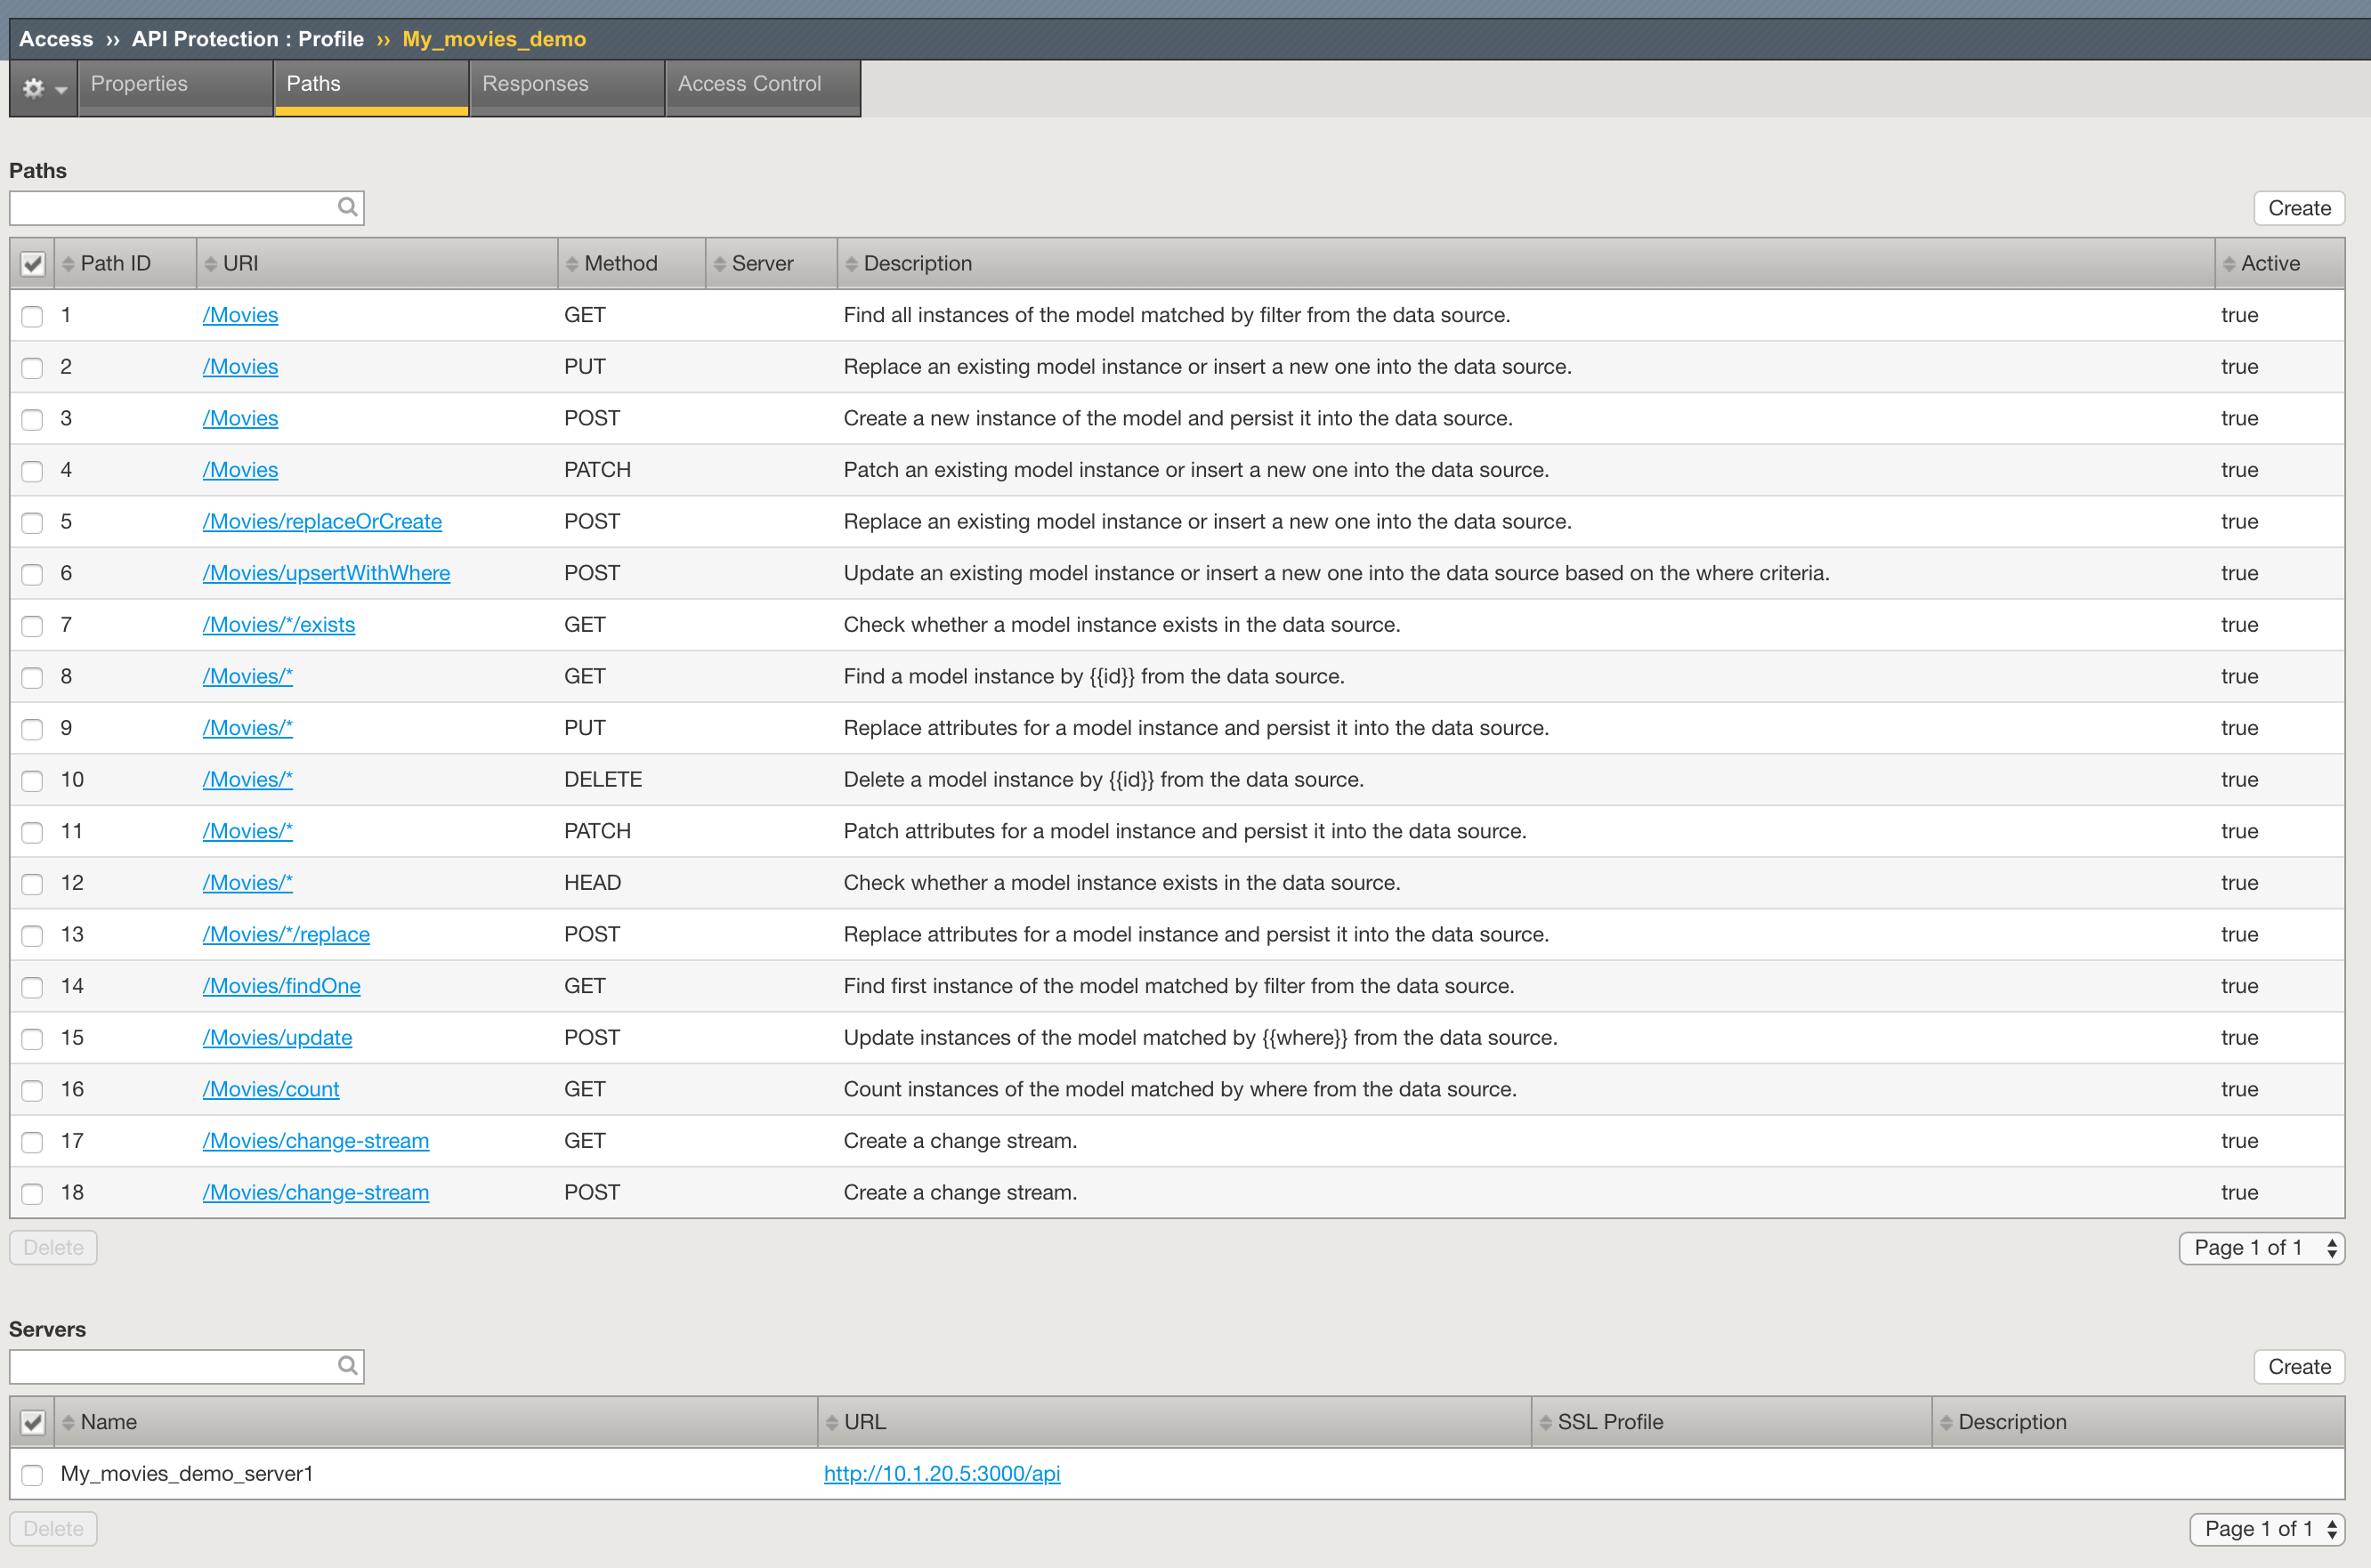 Access ›› API Protection : Profile ›› My_movies_demo
Properties Paths Responses Access Control
Paths
Create
Path ID URI Method Server Description Active
1 /Movies GET Find all instances of the model matched by filter from the data source. true
2 /Movies PUT Replace an existing model instance or insert a new one into the data source. true
3 /Movies POST Create a new instance of the model and persist it into the data source. true
4 /Movies PATCH Patch an existing model instance or insert a new one into the data source. true
5 /Movies/replaceOrCreate POST Replace an existing model instance or insert a new one into the data source. true
6 /Movies/upsertWithWhere POST Update an existing model instance or insert a new one into the data source based on the where criteria. true
7 /Movies/*/exists GET Check whether a model instance exists in the data source. true
8 /Movies/* GET Find a model instance by {{id}} from the data source. true
9 /Movies/* PUT Replace attributes for a model instance and persist it into the data source. true
10 /Movies/* DELETE Delete a model instance by {{id}} from the data source. true
11 /Movies/* PATCH Patch attributes for a model instance and persist it into the data source. true
12 /Movies/* HEAD Check whether a model instance exists in the data source. true
13 /Movies/*/replace POST Replace attributes for a model instance and persist it into the data source. true
14 /Movies/findOne GET Find first instance of the model matched by filter from the data source. true
15 /Movies/update POST Update instances of the model matched by {{where}} from the data source. true
16 /Movies/count GET Count instances of the model matched by where from the data source. true
17 /Movies/change-stream GET Create a change stream. true
18 /Movies/change-stream POST Create a change stream. true
Delete Page 1 of 1
Servers
Create
Name URL SSL Profile Description
My_movies_demo_server1 http://10.1.20.5:3000/api
Delete Page 1 of 1